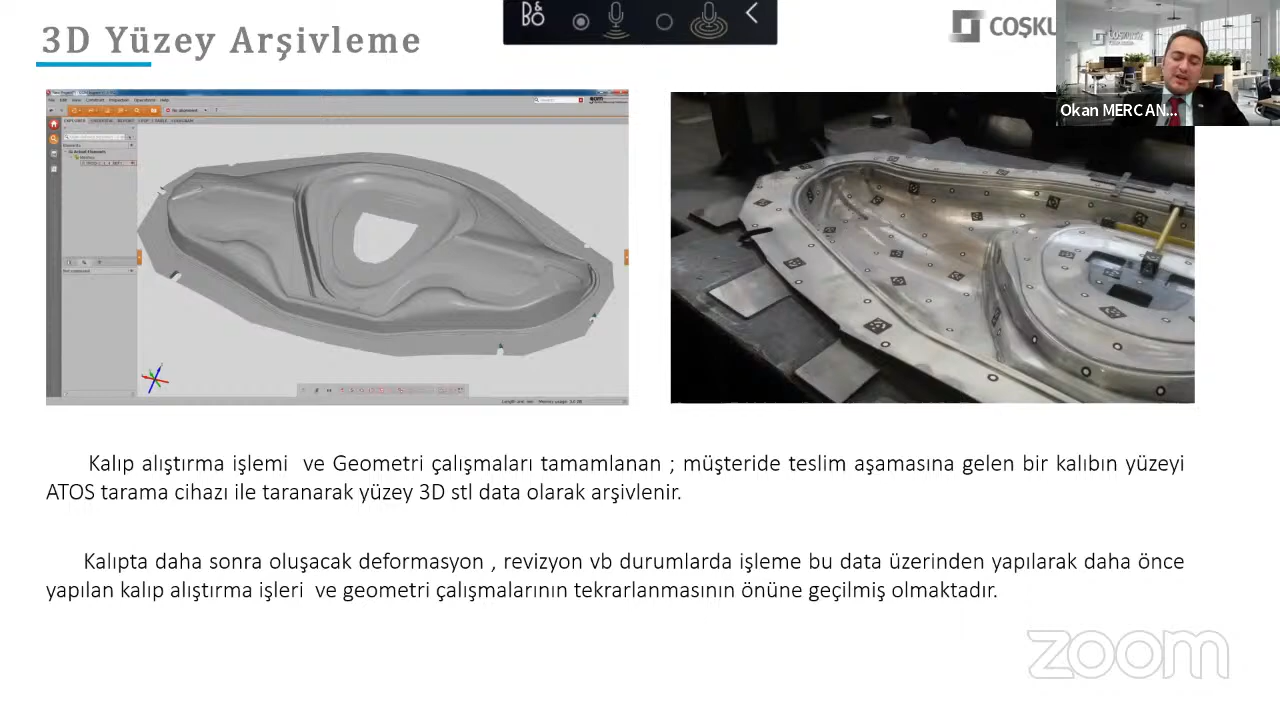 3D Yüzey Arşivleme
B&O
COŞKU
Okan MERCAN...
Kalıp alıştırma işlemi ve Geometri çalışmaları tamamlanan ; müşteride teslim aşamasına gelen bir kalıbın yüzeyi
ATOS tarama cihazı ile taranarak yüzey 3D stl data olarak arşivlenir.
Kalıpta daha sonra oluşacak deformasyon , revizyon vb durumlarda işleme bu data üzerinden yapılarak daha önce
yapılan kalıp alıştırma işleri ve geometri çalışmalarının tekrarlanmasının önüne geçilmiş olmaktadır.
zoom